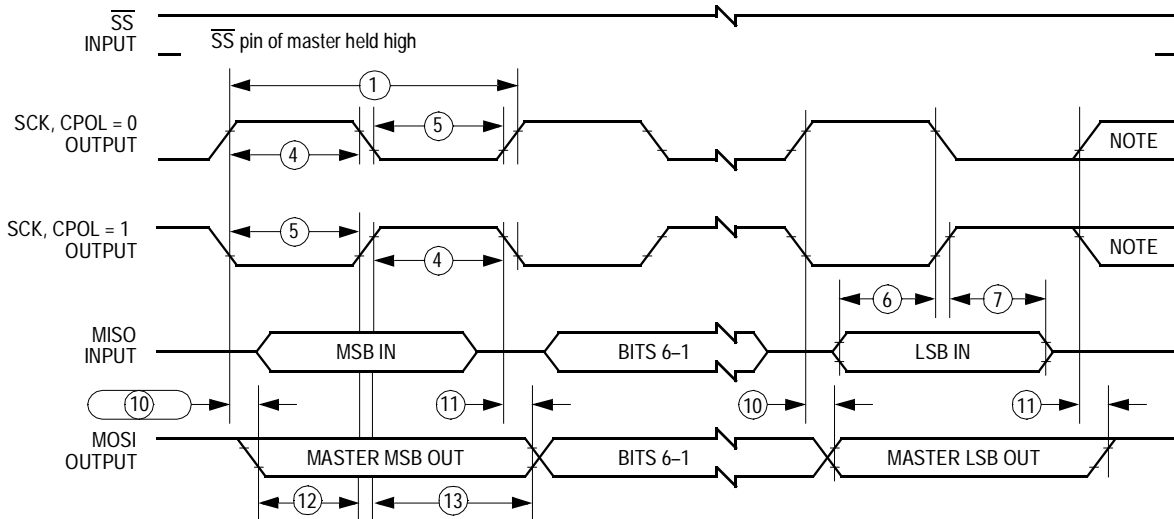 SS
INPUT
SS pin of master held high
1
SCK, CPOL = 0
OUTPUT
5
4
NOTE
SCK, CPOL = 1
OUTPUT
5
4
NOTE
6
7
MISO
INPUT
MSB IN
BITS 6–1
LSB IN
10
11
10
11
MOSI
OUTPUT
MASTER MSB OUT
BITS 6–1
MASTER LSB OUT
12
13